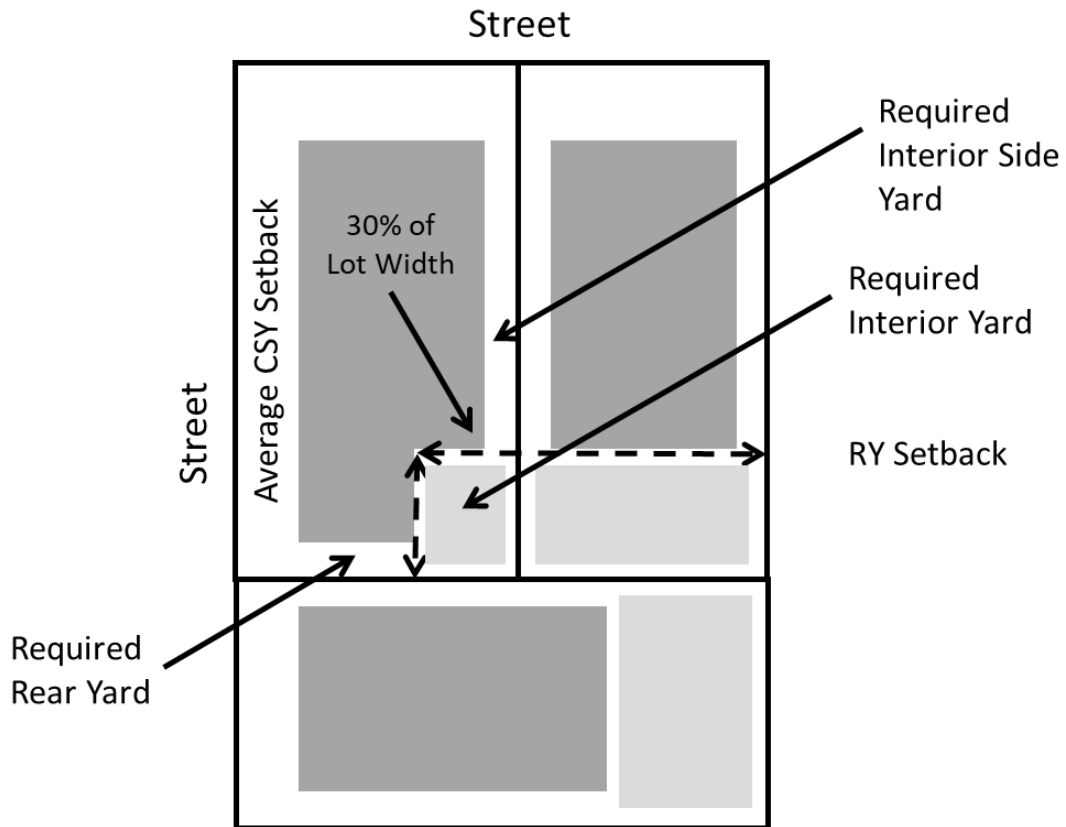 Street
Required
Interior Side
Yard
30% of
Lot Width
Average CSY Setback
Required
Interior Yard
Street
RY Setback
Required
Rear Yard